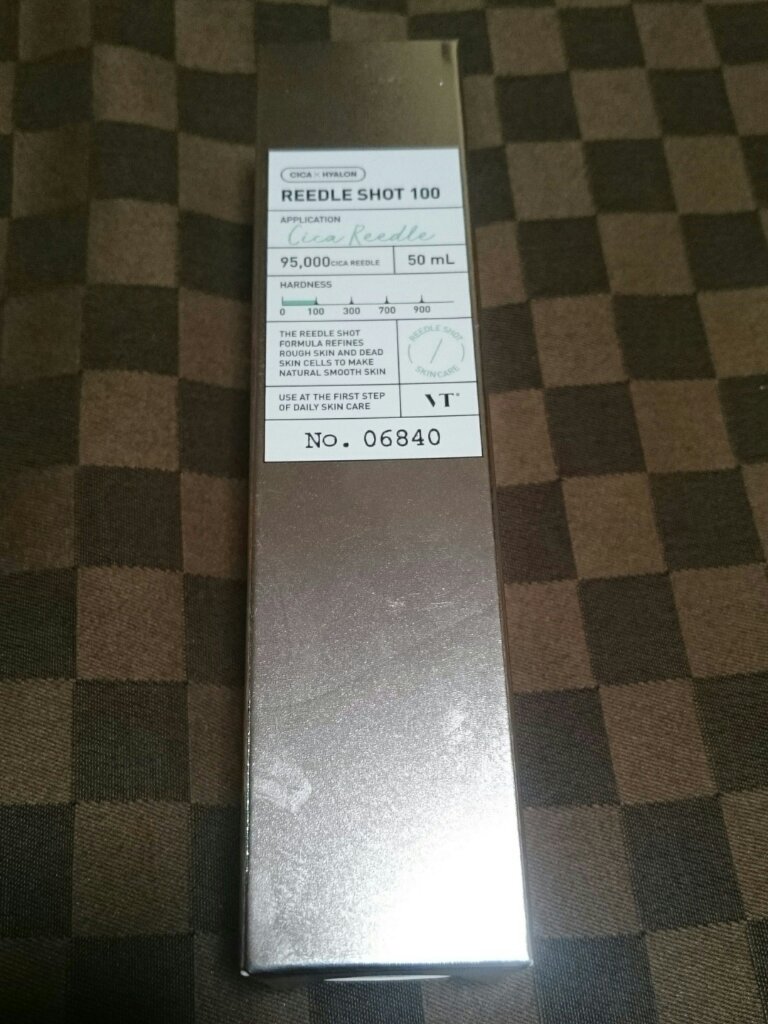 CICA × HYALON
REEDLE SHOT 100
APPLICATION
Cica Reedle
95,000 CICA REEDLE
50 mL
HARDNESS
0 100 300 700 900
THE REEDLE SHOT
FORMULA REFINES
ROUGH SKIN AND DEAD
SKIN CELLS TO MAKE
NATURAL SMOOTH SKIN
REEDLE SHOT
SKINCARE
USE AT THE FIRST STEP
OF DAILY SKIN CARE
VT®
No. 06840